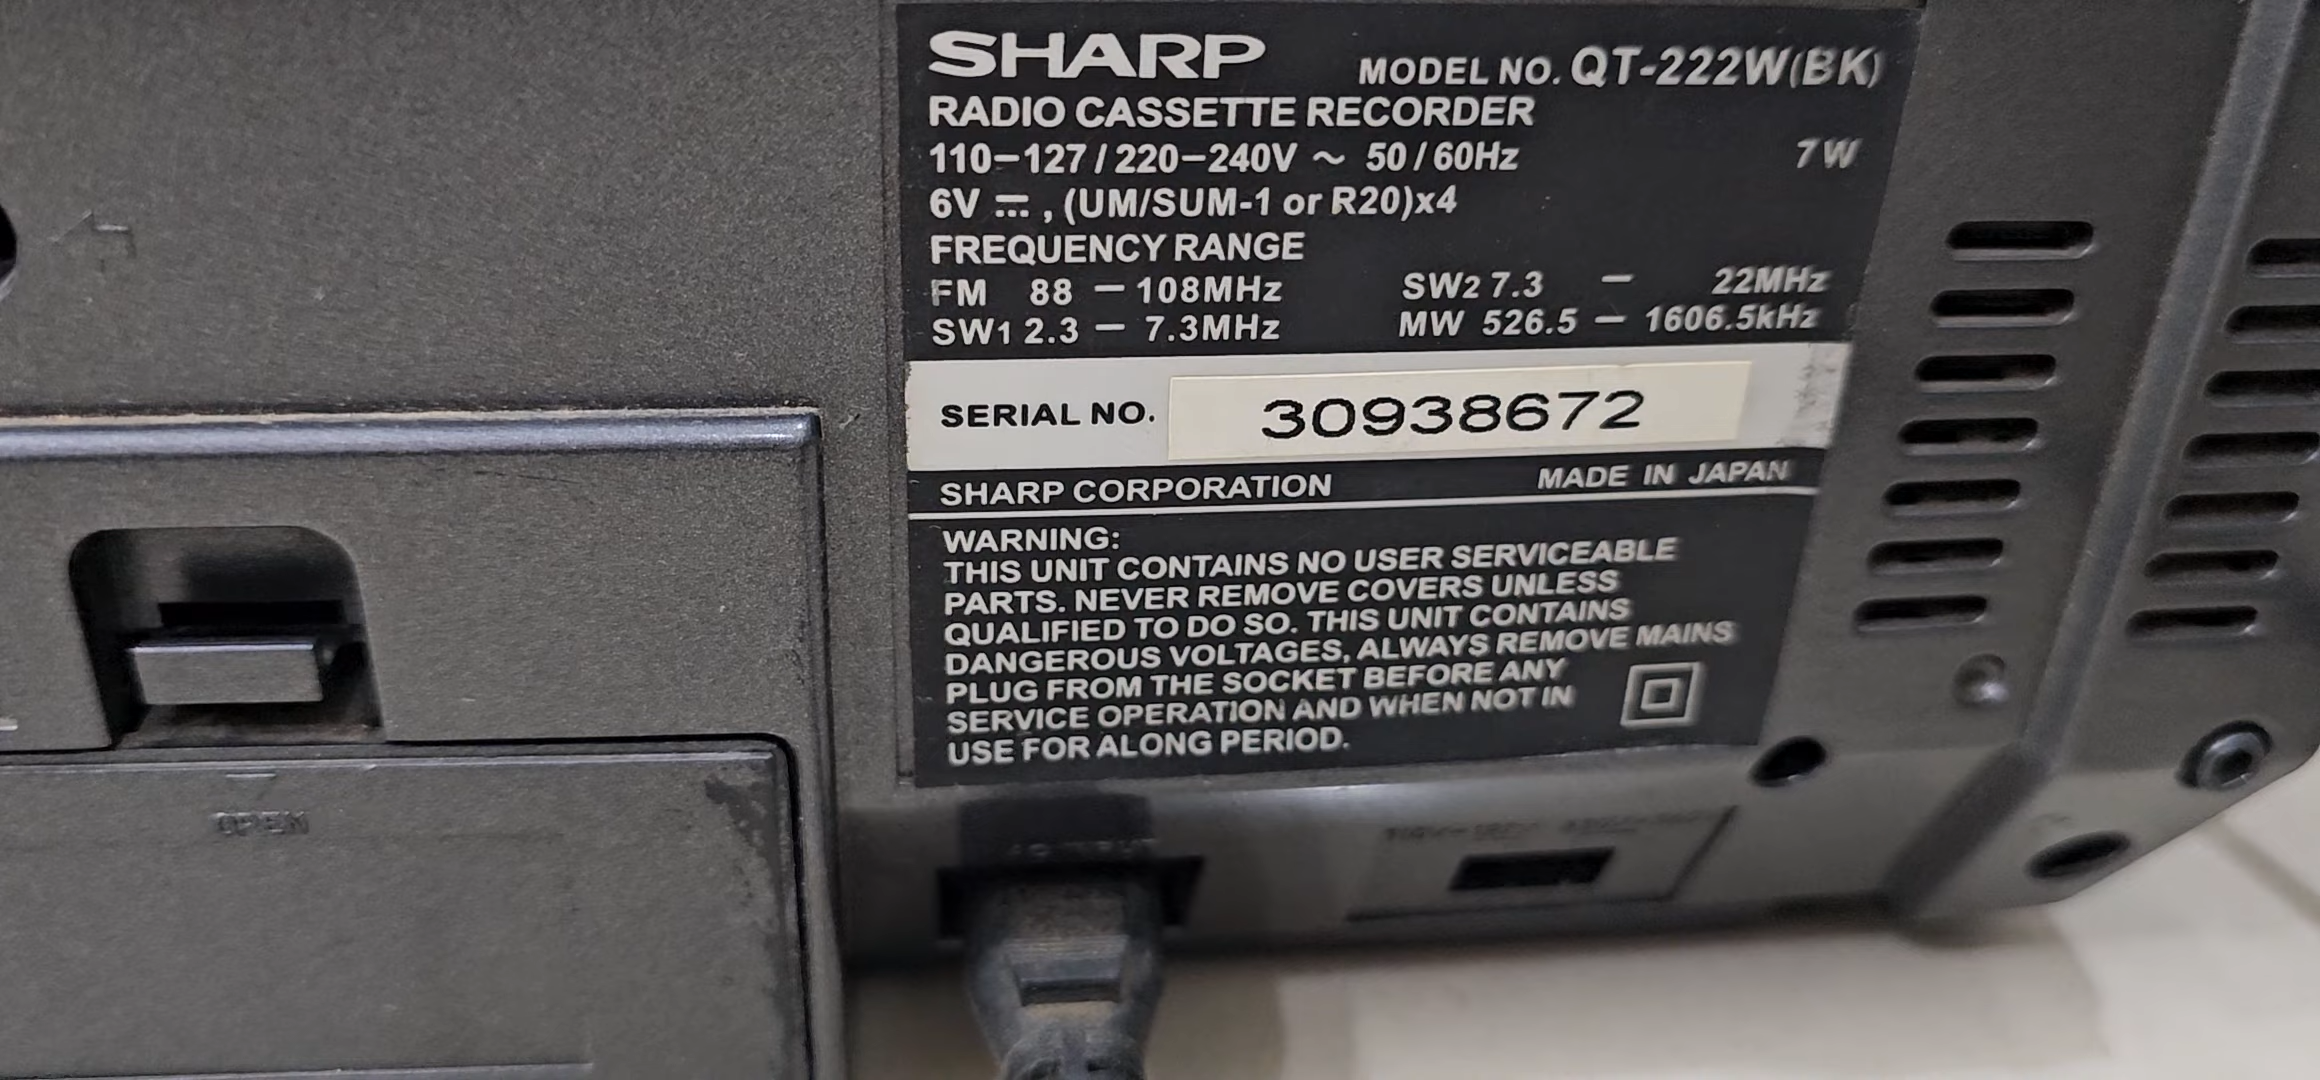 SHARP MODEL NO. QT-222W(BK)
RADIO CASSETTE RECORDER
110–127 / 220–240V ~ 50 / 60Hz 7W
6V ⎓ , (UM/SUM-1 or R20)x4
FREQUENCY RANGE
FM 88 — 108MHz SW2 7.3 — 22MHz
SW1 2.3 — 7.3MHz MW 526.5 — 1606.5kHz
SERIAL NO. 30938672
SHARP CORPORATION MADE IN JAPAN
WARNING:
THIS UNIT CONTAINS NO USER SERVICEABLE
PARTS. NEVER REMOVE COVERS UNLESS
QUALIFIED TO DO SO. THIS UNIT CONTAINS
DANGEROUS VOLTAGES, ALWAYS REMOVE MAINS
PLUG FROM THE SOCKET BEFORE ANY
SERVICE OPERATION AND WHEN NOT IN
USE FOR ALONG PERIOD.
OPEN